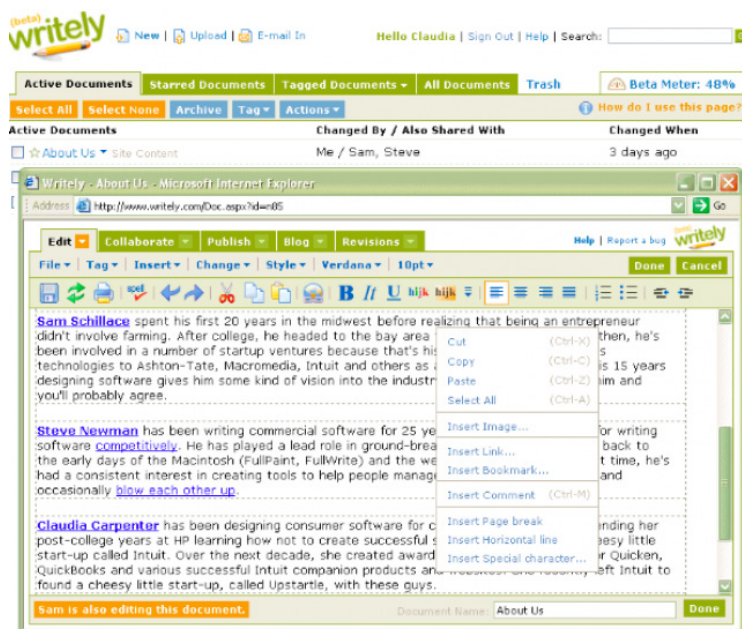 (beta)
writely New | Upload | E-mail In Hello Claudia | Sign Out | Help | Search:
Active Documents Starred Documents Tagged Documents All Documents Trash Beta Meter: 48%
Select All Select None Archive Tag Actions How do I use this page?
Active Documents Changed By / Also Shared With Changed When
About Us Site Content Me / Sam, Steve 3 days ago
Writely - About Us - Microsoft Internet Explorer
Address http://www.writely.com/Doc.aspx?id=n85 Go
Edit Collaborate Publish Blog Revisions Help | Report a bug beta writely
File Tag Insert Change Style Verdana 10pt Done Cancel
spel B It U hijk hijk
Sam Schillace spent his first 20 years in the midwest before realizing that being an entrepreneur
didn't involve farming. After college, he headed to the bay area then, he's
been involved in a number of startup ventures because that's his s
technologies to Ashton-Tate, Macromedia, Intuit and others as is 15 years
designing software gives him some kind of vision into the industr im and
you'll probably agree.
Steve Newman has been writing commercial software for 25 ye for writing
software competitively. He has played a lead role in ground-brea back to
the early days of the Macintosh (FullPaint, FullWrite) and the we t time, he's
had a consistent interest in creating tools to help people manag and
occasionally blow each other up.
Claudia Carpenter has been designing consumer software for c nding her
post-college years at HP learning how not to create successful s eesy little
start-up called Intuit. Over the next decade, she created award r Quicken,
QuickBooks and various successful Intuit companion products and websites. She recently left Intuit to
found a cheesy little start-up, called Upstartle, with these guys.
Cut (Ctrl-X)
Copy (Ctrl-C)
Paste (Ctrl-Z)
Select All (Ctrl-A)
Insert Image...
Insert Link...
Insert Bookmark...
Insert Comment (Ctrl-M)
Insert Page break
Insert Horizontal line
Insert Special character...
Sam is also editing this document. Document Name: About Us Done